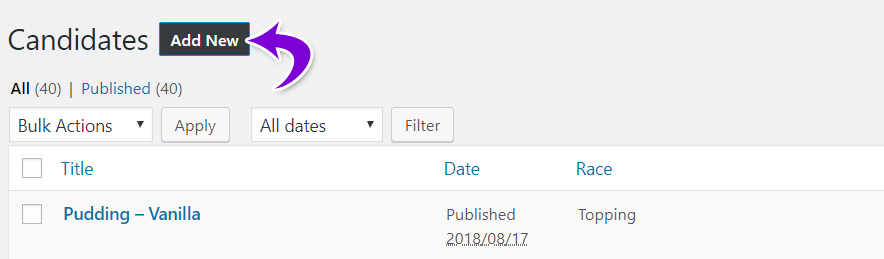 Candidates Add New
All (40) | Published (40)
Bulk Actions Apply All dates Filter
Title Date Race
Pudding – Vanilla Published Topping
2018/08/17